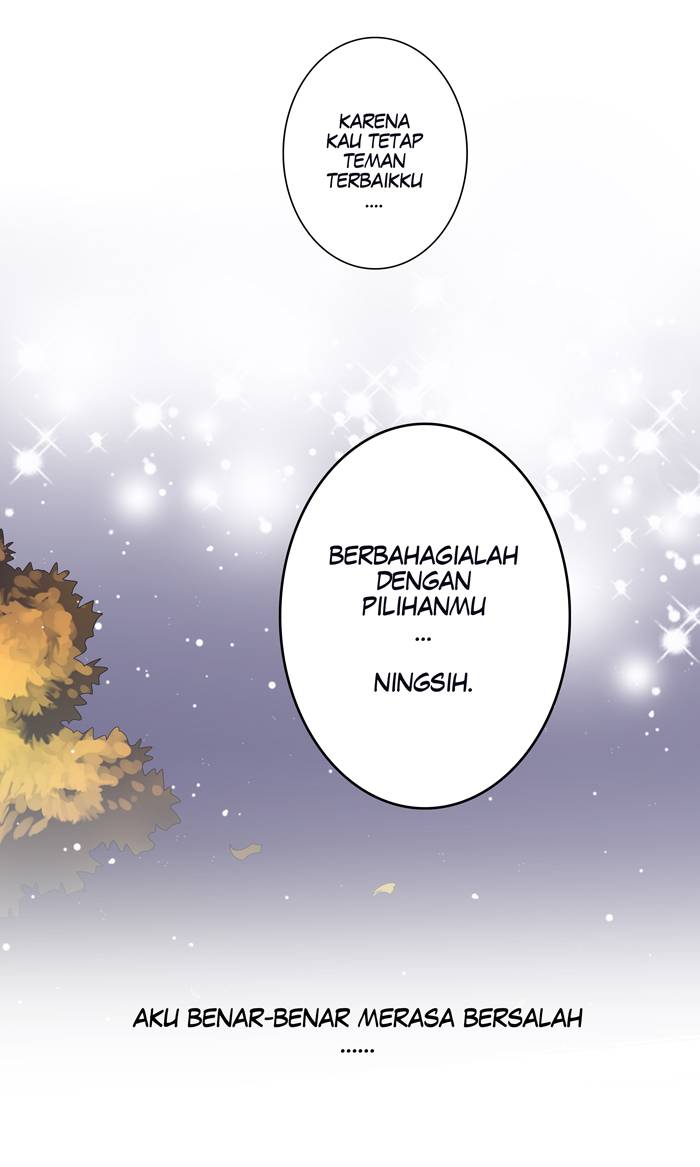 KARENA
KAU TETAP
TEMAN
TERBAIKKU
....
BERBAHAGIALAH
DENGAN
PILIHANMU
...
NINGSIH.
AKU BENAR-BENAR MERASA BERSALAH
......